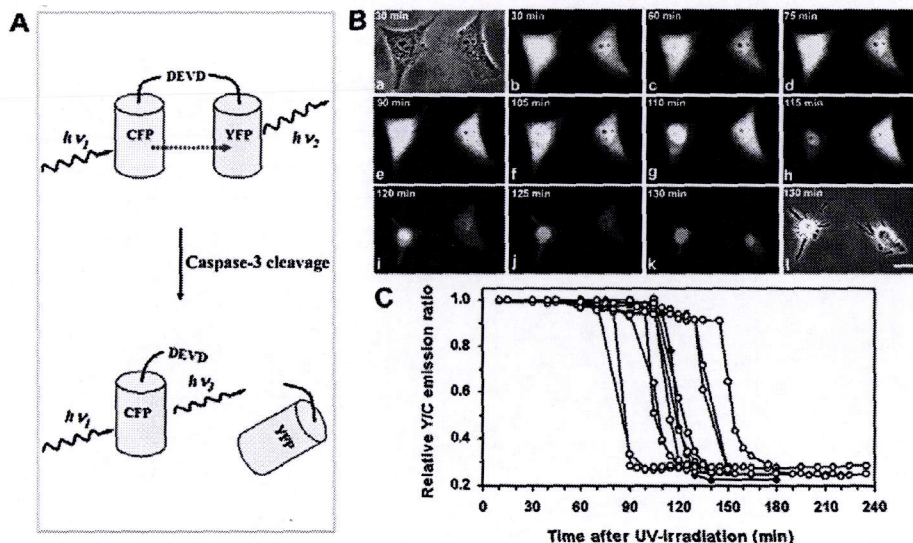 A
DEVD
CFP
YFP
hν₁
hν₂
Caspase-3 cleavage
DEVD
hν₁
CFP
hν₃
YFP
B
30 min
a
30 min
b
60 min
c
75 min
d
90 min
e
105 min
f
110 min
g
115 min
h
120 min
i
125 min
j
130 min
k
130 min
l
C
Relative Y/C emission ratio
1.0
0.8
0.6
0.4
0.2
0 30 60 90 120 150 180 210 240
Time after UV-irradiation (min)